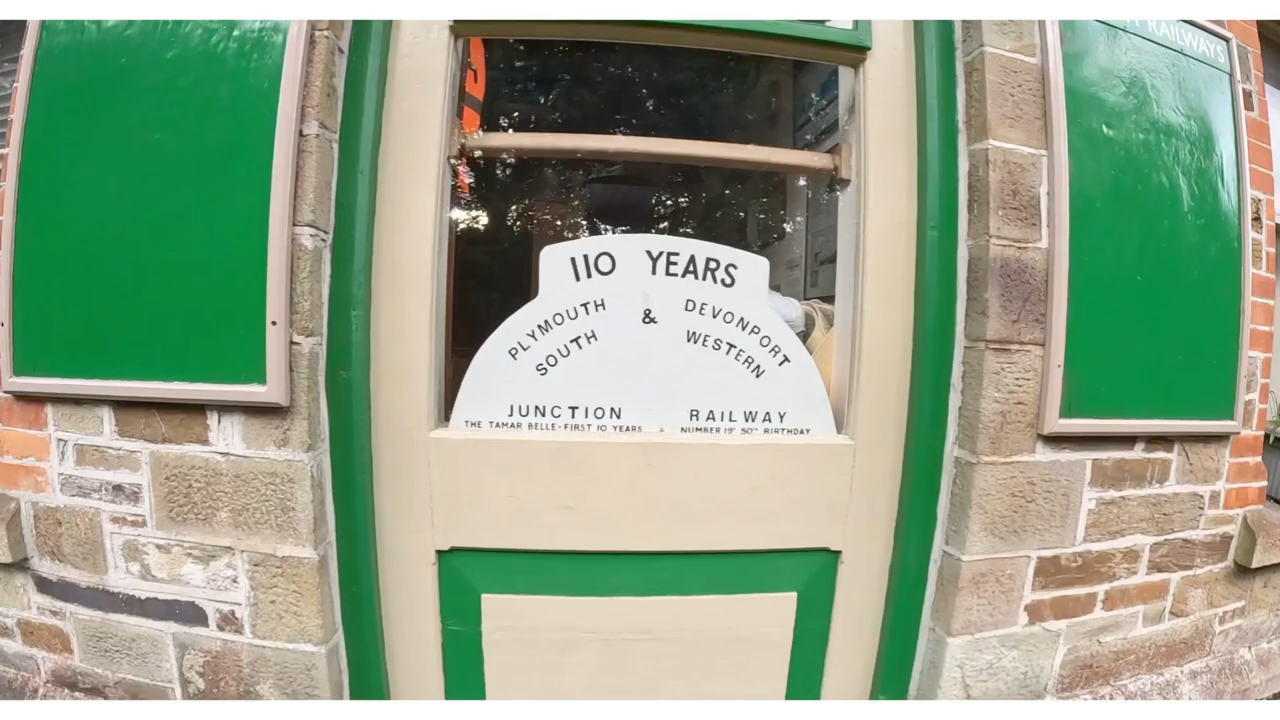 RAILWAYS
110 YEARS
PLYMOUTH & DEVONPORT
SOUTH WESTERN
JUNCTION RAILWAY
THE TAMAR BELLE-FIRST 10 YEARS & NUMBER 19' 50TH BIRTHDAY